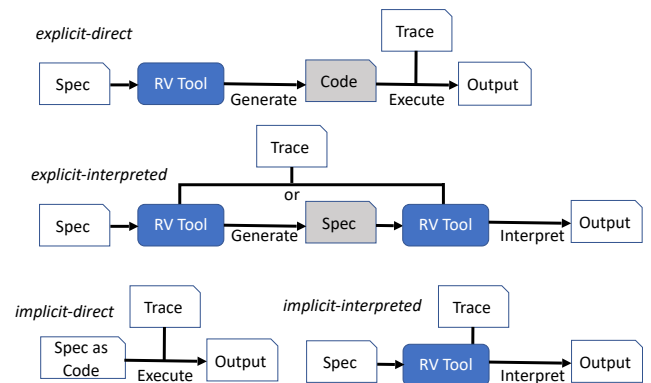 explicit-direct
Trace
Spec
RV Tool
Generate
Code
Execute
Output
Trace
explicit-interpreted
or
Spec
RV Tool
Generate
Spec
RV Tool
Interpret
Output
implicit-direct
Trace
Spec as
Code
Execute
Output
implicit-interpreted
Trace
Spec
RV Tool
Interpret
Output